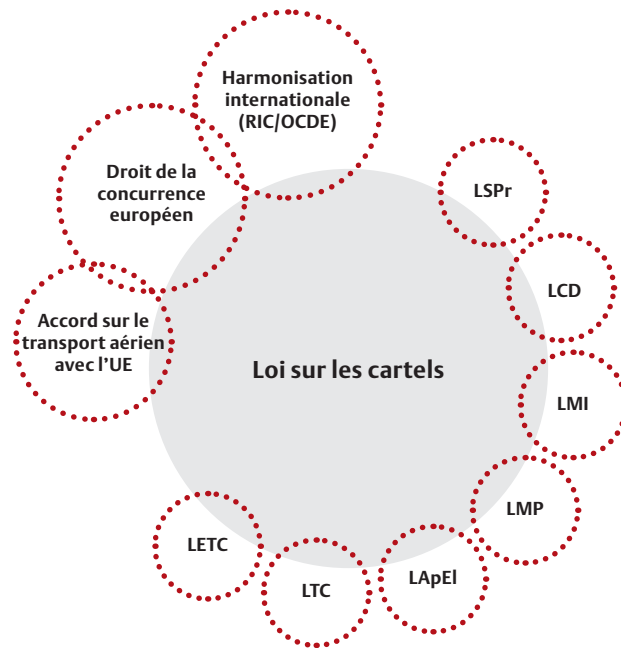 Harmonisation
internationale
(RIC/OCDE)
Droit de la
concurrence
européen
Accord sur le
transport aérien
avec l’UE
Loi sur les cartels
LSPr
LCD
LMI
LMP
LApEl
LTC
LETC